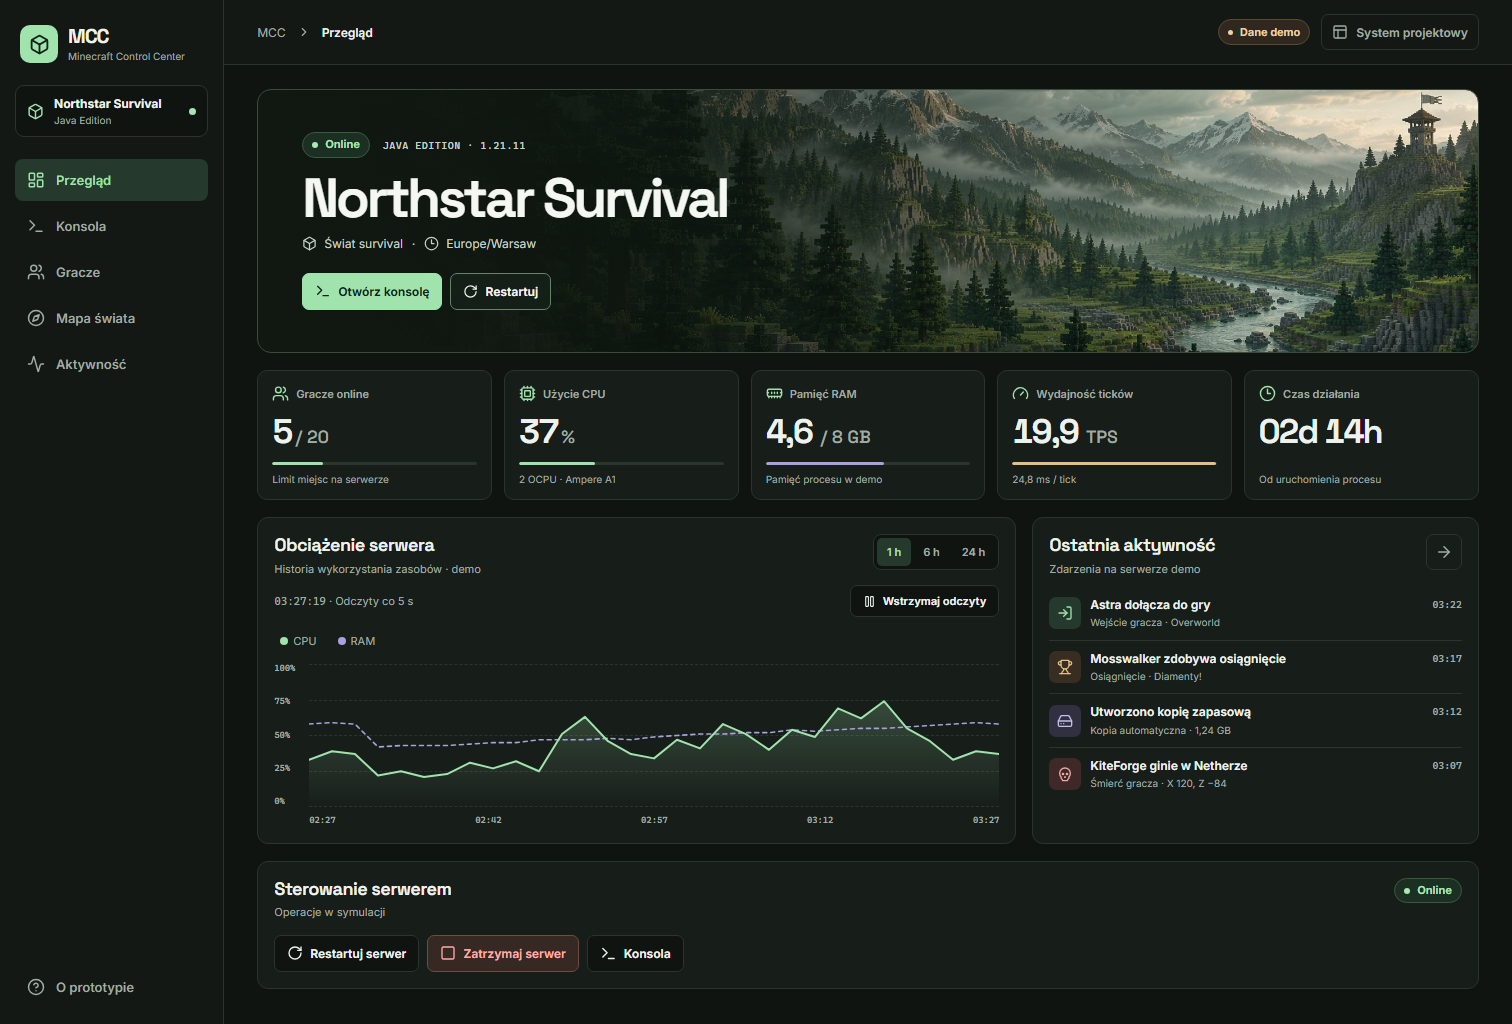 MCC
Minecraft Control Center
Northstar Survival
Java Edition
Przegląd
Konsola
Gracze
Mapa świata
Aktywność
O prototypie
MCC > Przegląd
Dane demo
System projektowy
Online
JAVA EDITION · 1.21.11
Northstar Survival
Świat survival · Europe/Warsaw
Otwórz konsolę
Restartuj
Gracze online
5 / 20
Limit miejsc na serwerze
Użycie CPU
37 %
2 OCPU · Ampere A1
Pamięć RAM
4,6 / 8 GB
Pamięć procesu w demo
Wydajność ticków
19,9 TPS
24,8 ms / tick
Czas działania
02d 14h
Od uruchomienia procesu
Obciążenie serwera
Historia wykorzystania zasobów · demo
1 h 6 h 24 h
03:27:19 · Odczyty co 5 s
Wstrzymaj odczyty
CPU RAM
100%
75%
50%
25%
0%
02:27 02:42 02:57 03:12 03:27
Ostatnia aktywność
Zdarzenia na serwerze demo
Astra dołącza do gry 03:22
Wejście gracza · Overworld
Mosswalker zdobywa osiągnięcie 03:17
Osiągnięcie · Diamenty!
Utworzono kopię zapasową 03:12
Kopia automatyczna · 1,24 GB
KiteForge ginie w Netherze 03:07
Śmierć gracza · X 120, Z −84
Sterowanie serwerem
Operacje w symulacji
Online
Restartuj serwer
Zatrzymaj serwer
Konsola